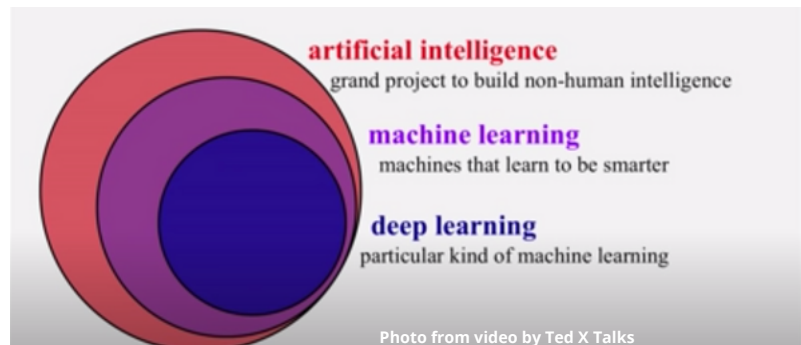 artificial intelligence
grand project to build non-human intelligence
machine learning
machines that learn to be smarter
deep learning
particular kind of machine learning
Photo from video by Ted X Talks